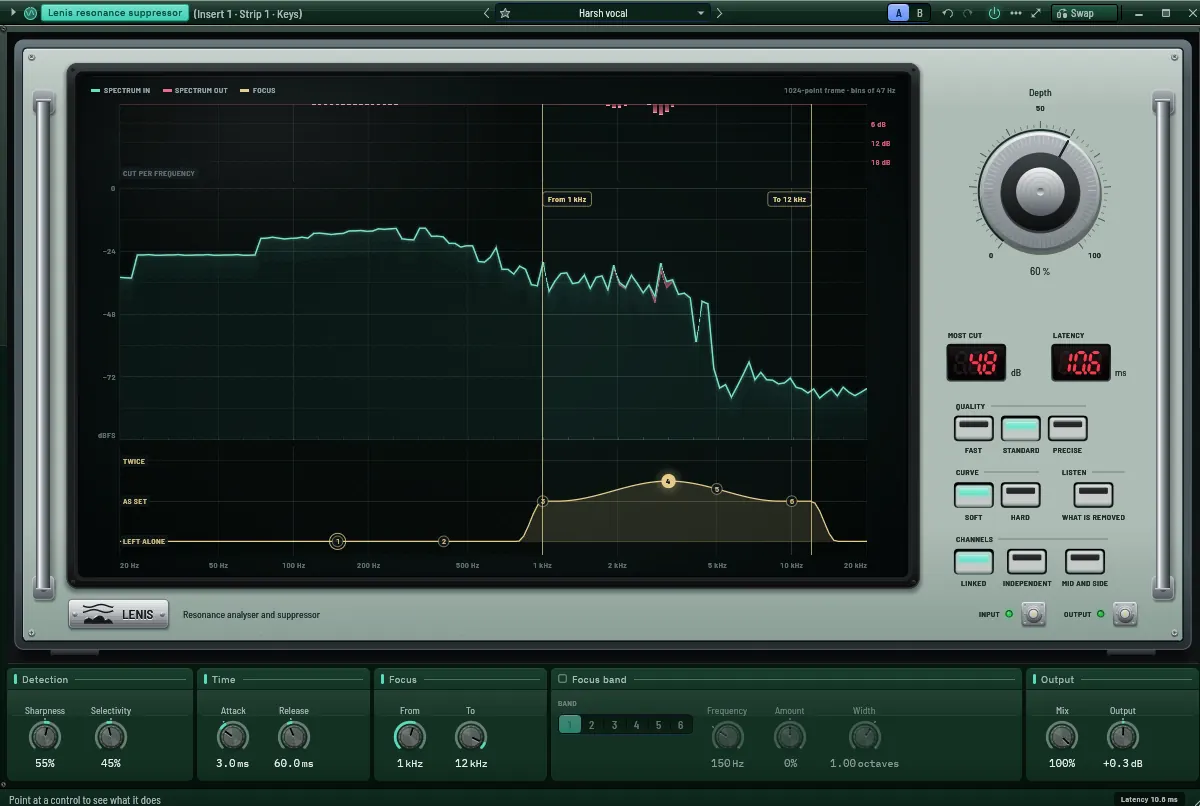 Lenis resonance suppressor (Insert 1 · Strip 1 · Keys)
Harsh vocal
A B
Swap
SPECTRUM IN SPECTRUM OUT FOCUS
1024-point frame · bins of 47 Hz
6 dB
12 dB
18 dB
CUT PER FREQUENCY
0
-24
-48
-72
dBFS
From 1 kHz
To 12 kHz
TWICE
AS SET
LEFT ALONE
1 2 3 4 5 6
20 Hz 50 Hz 100 Hz 200 Hz 500 Hz 1 kHz 2 kHz 5 kHz 10 kHz 20 kHz
LENIS
Resonance analyser and suppressor
Depth
50
0
100
60 %
MOST CUT LATENCY
4.8 dB 10.6 ms
QUALITY
FAST STANDARD PRECISE
CURVE LISTEN
SOFT HARD WHAT IS REMOVED
CHANNELS
LINKED INDEPENDENT MID AND SIDE
INPUT OUTPUT
Detection
Sharpness Selectivity
55% 45%
Time
Attack Release
3.0 ms 60.0 ms
Focus
From To
1 kHz 12 kHz
Focus band
BAND
1 2 3 4 5 6
Frequency Amount Width
150 Hz 0% 1.00 octaves
Output
Mix Output
100% +0.3 dB
Point at a control to see what it does
Latency 10.6 ms